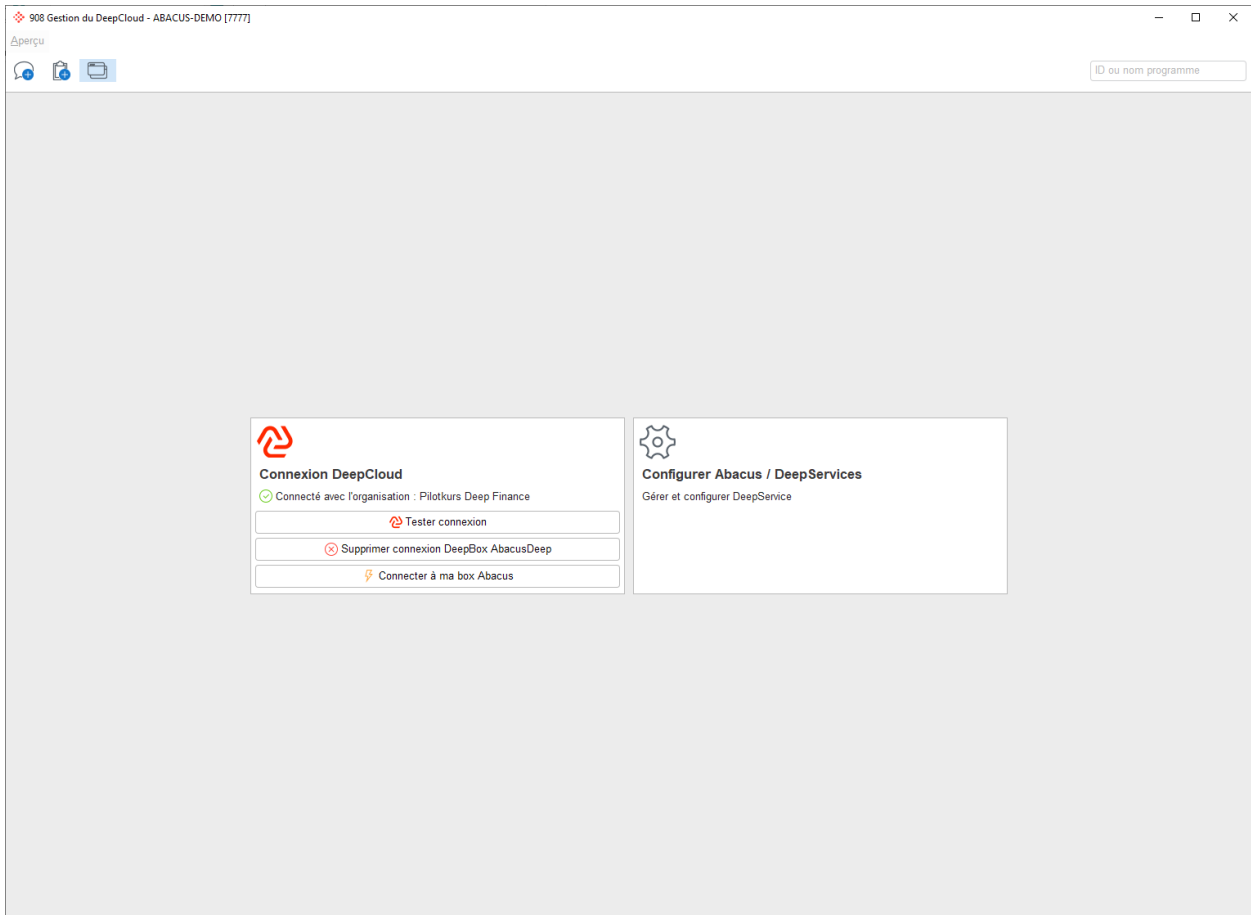 908 Gestion du DeepCloud - ABACUS-DEMO [7777]
Aperçu
ID ou nom programme
Connexion DeepCloud
Connecté avec l'organisation : Pilotkurs Deep Finance
Tester connexion
Supprimer connexion DeepBox AbacusDeep
Connecter à ma box Abacus
Configurer Abacus / DeepServices
Gérer et configurer DeepService